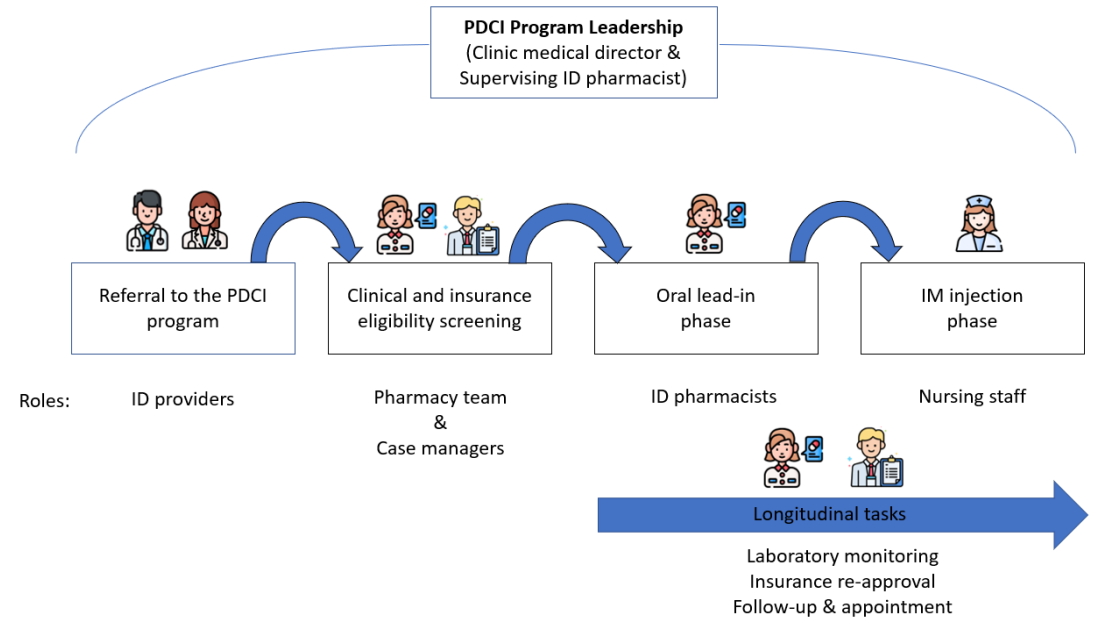 PDCI Program Leadership
(Clinic medical director &
Supervising ID pharmacist)
Referral to the PDCI
program
Clinical and insurance
eligibility screening
Oral lead-in
phase
IM injection
phase
Roles:
ID providers
Pharmacy team
&
Case managers
ID pharmacists
Nursing staff
Longitudinal tasks
Laboratory monitoring
Insurance re-approval
Follow-up & appointment